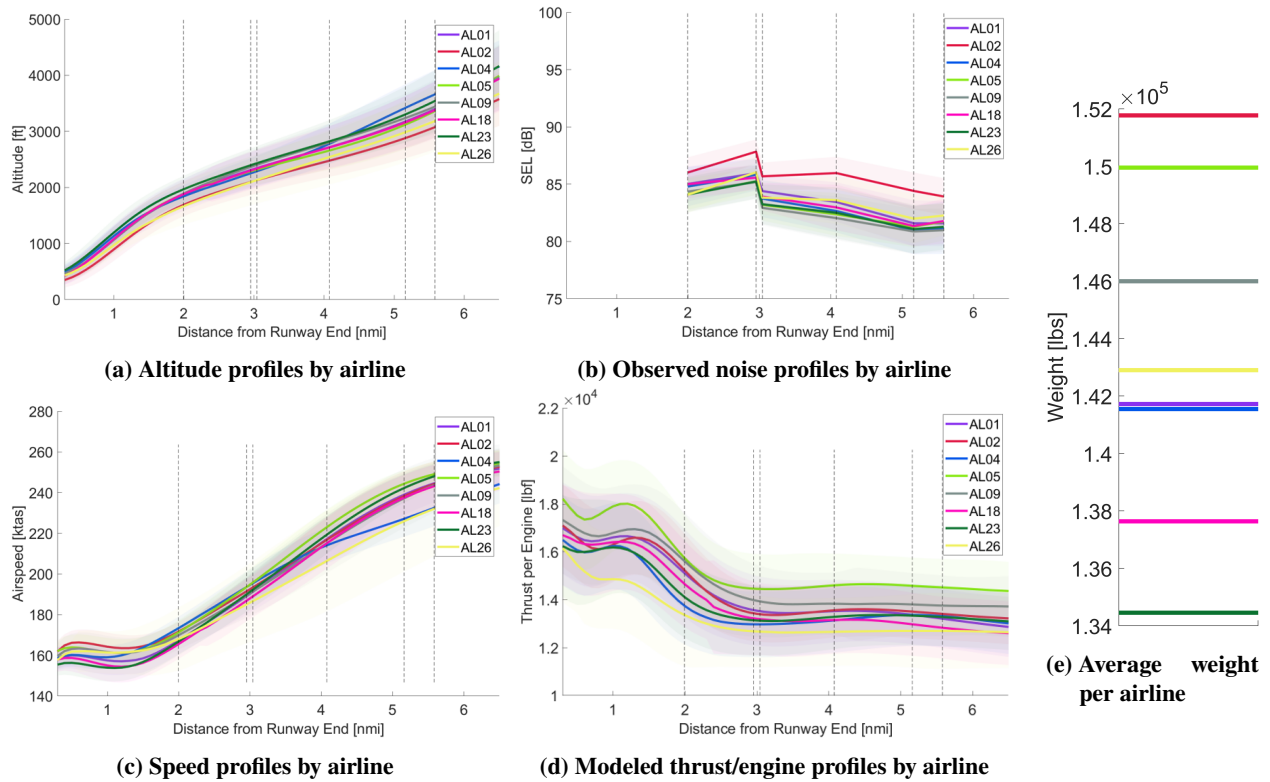 5000
4000
3000
2000
1000
0
Altitude [ft]
1 2 3 4 5 6
Distance from Runway End [nmi]
AL01
AL02
AL04
AL05
AL09
AL18
AL23
AL26
(a) Altitude profiles by airline
100
95
90
85
80
75
SEL [dB]
1 2 3 4 5 6
Distance from Runway End [nmi]
AL01
AL02
AL04
AL05
AL09
AL18
AL23
AL26
(b) Observed noise profiles by airline
280
260
240
220
200
180
160
140
Airspeed [ktas]
1 2 3 4 5 6
Distance from Runway End [nmi]
AL01
AL02
AL04
AL05
AL09
AL18
AL23
AL26
(c) Speed profiles by airline
×10⁴
2.2
2
1.8
1.6
1.4
1.2
1
Thrust per Engine [lbf]
1 2 3 4 5 6
Distance from Runway End [nmi]
AL01
AL02
AL04
AL05
AL09
AL18
AL23
AL26
(d) Modeled thrust/engine profiles by airline
×10⁵
1.52
1.5
1.48
1.46
1.44
1.42
1.4
1.38
1.36
1.34
Weight [lbs]
(e) Average weight
per airline